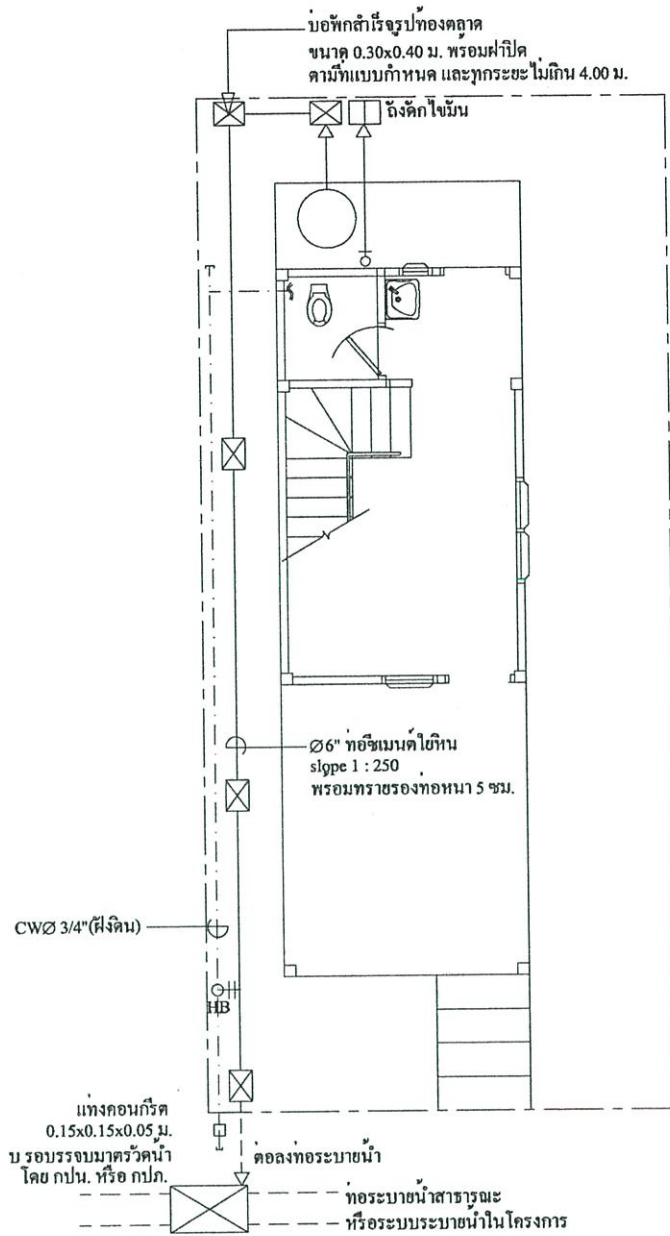 บ่อพักสำเร็จรูปท้องตลาด
ขนาด 0.30x0.40 ม. พร้อมฝาปิด
ตามที่แบบกำหนด และทุกระยะไม่เกิน 4.00 ม.
ถังดักไขมัน
Ø6" ท่อซีเมนต์ใยหิน
slope 1 : 250
พร้อมทรายรองท่อหนา 5 ซม.
CWØ 3/4"(ฝังดิน)
HB
แท่งคอนกรีต
0.15x0.15x0.05 ม.
บ รอบรรจบมาตรวัดน้ำ
โดย กปน. หรือ กปภ.
ต่อลงท่อระบายน้ำ
ท่อระบายน้ำสาธารณะ
หรือระบบระบายน้ำในโครงการ